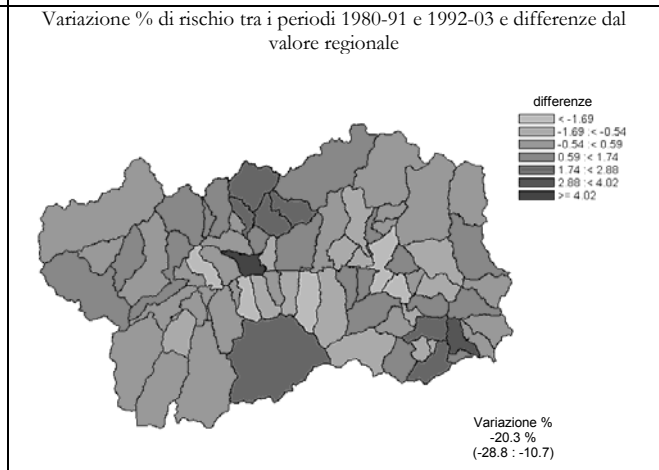 Variazione % di rischio tra i periodi 1980-91 e 1992-03 e differenze dal
valore regionale
differenze
< -1.69
-1.69 :< -0.54
-0.54 :< 0.59
0.59 :< 1.74
1.74 :< 2.88
2.88 :< 4.02
>= 4.02
Variazione %
-20.3 %
(-28.8 : -10.7)